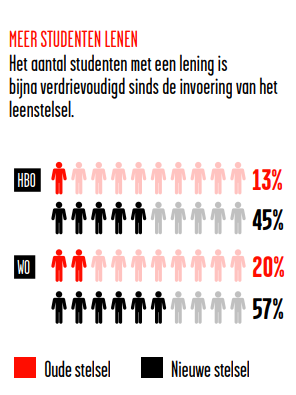 MEER STUDENTEN LENEN
Het aantal studenten met een lening is
bijna verdrievoudigd sinds de invoering van het
leenstelsel.
HBO 13%
45%
WO 20%
57%
Oude stelsel Nieuwe stelsel